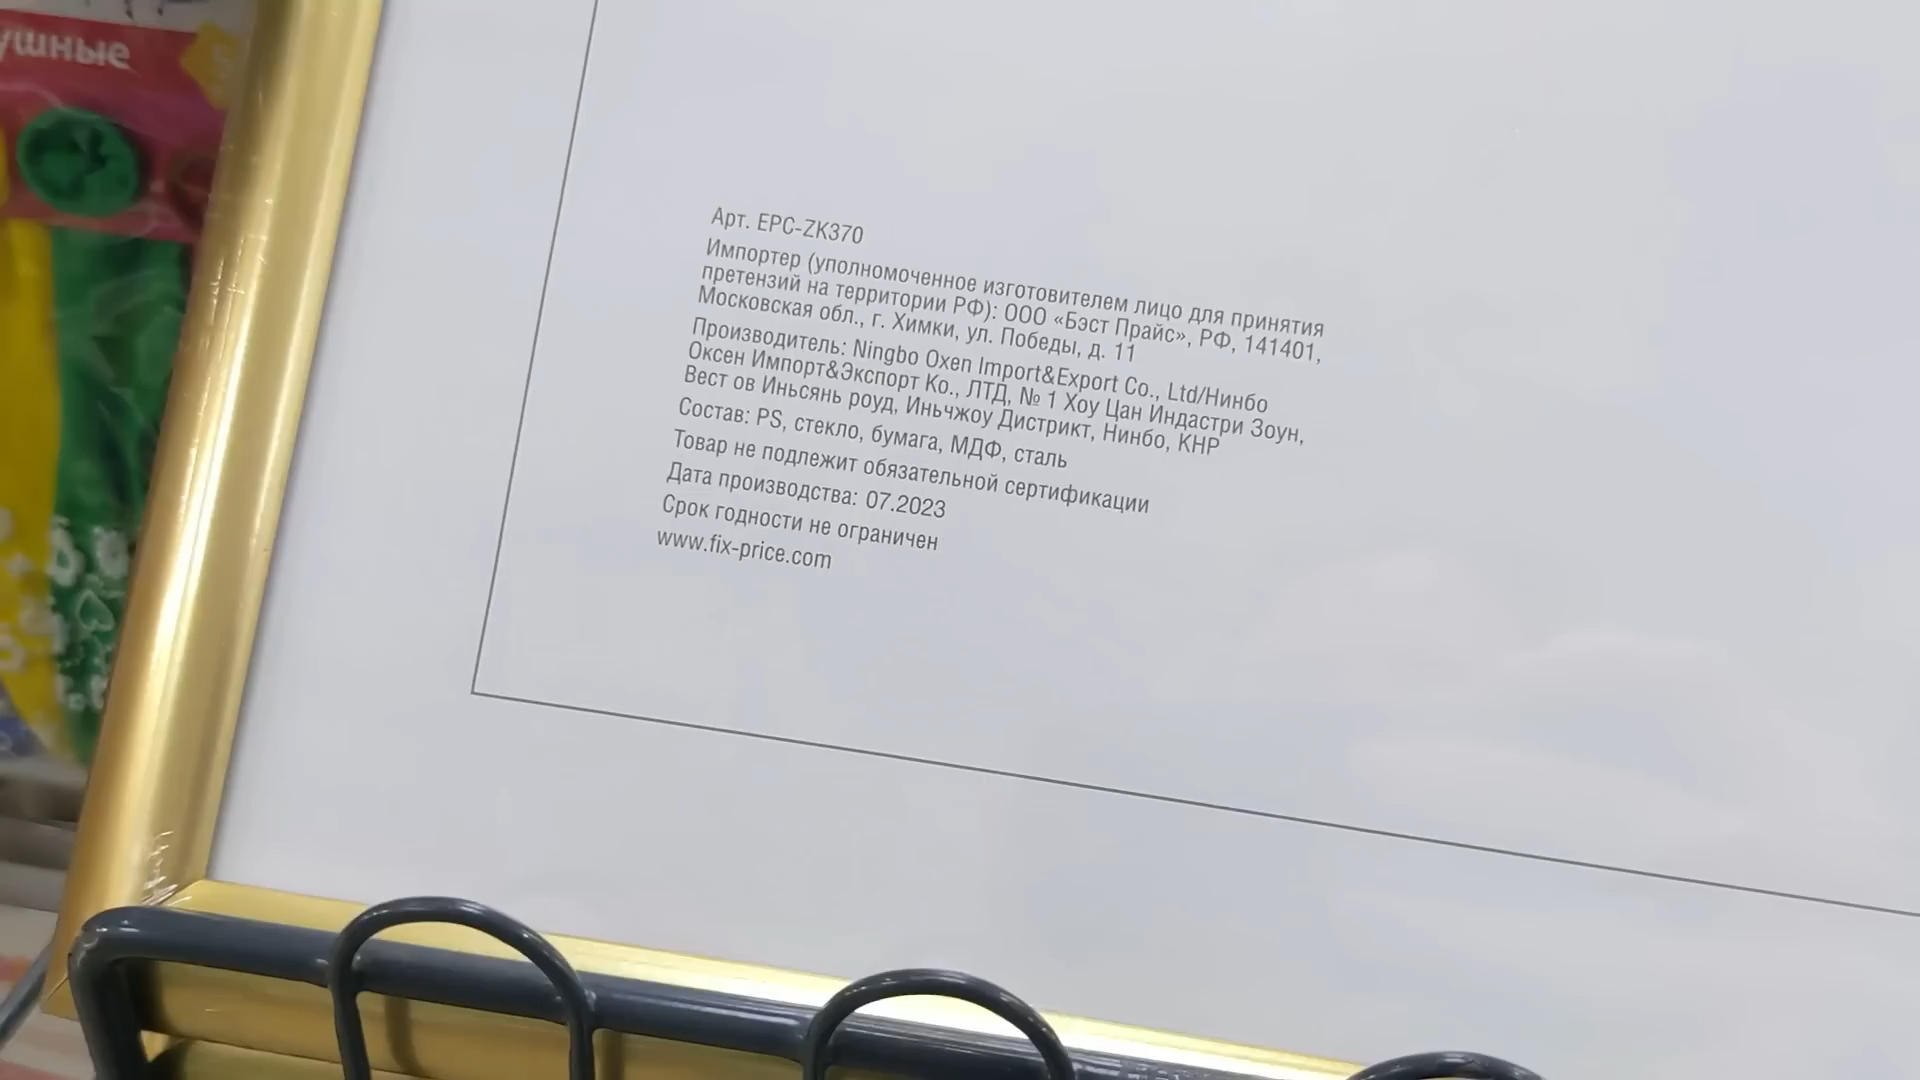 ушные
Арт. EPC-ZK370
Импортер (уполномоченное изготовителем лицо для принятия
претензий на территории РФ): ООО «Бэст Прайс», РФ, 141401,
Московская обл., г. Химки, ул. Победы, д. 11
Производитель: Ningbo Oxen Import&Export Co., Ltd/Нинбо
Оксен Импорт&Экспорт Ко., ЛТД, № 1 Хоу Цан Индастри Зоун,
Вест ов Иньсянь роуд, Иньчжоу Дистрикт, Нинбо, КНР
Состав: PS, стекло, бумага, МДФ, сталь
Товар не подлежит обязательной сертификации
Дата производства: 07.2023
Срок годности не ограничен
www.fix-price.com